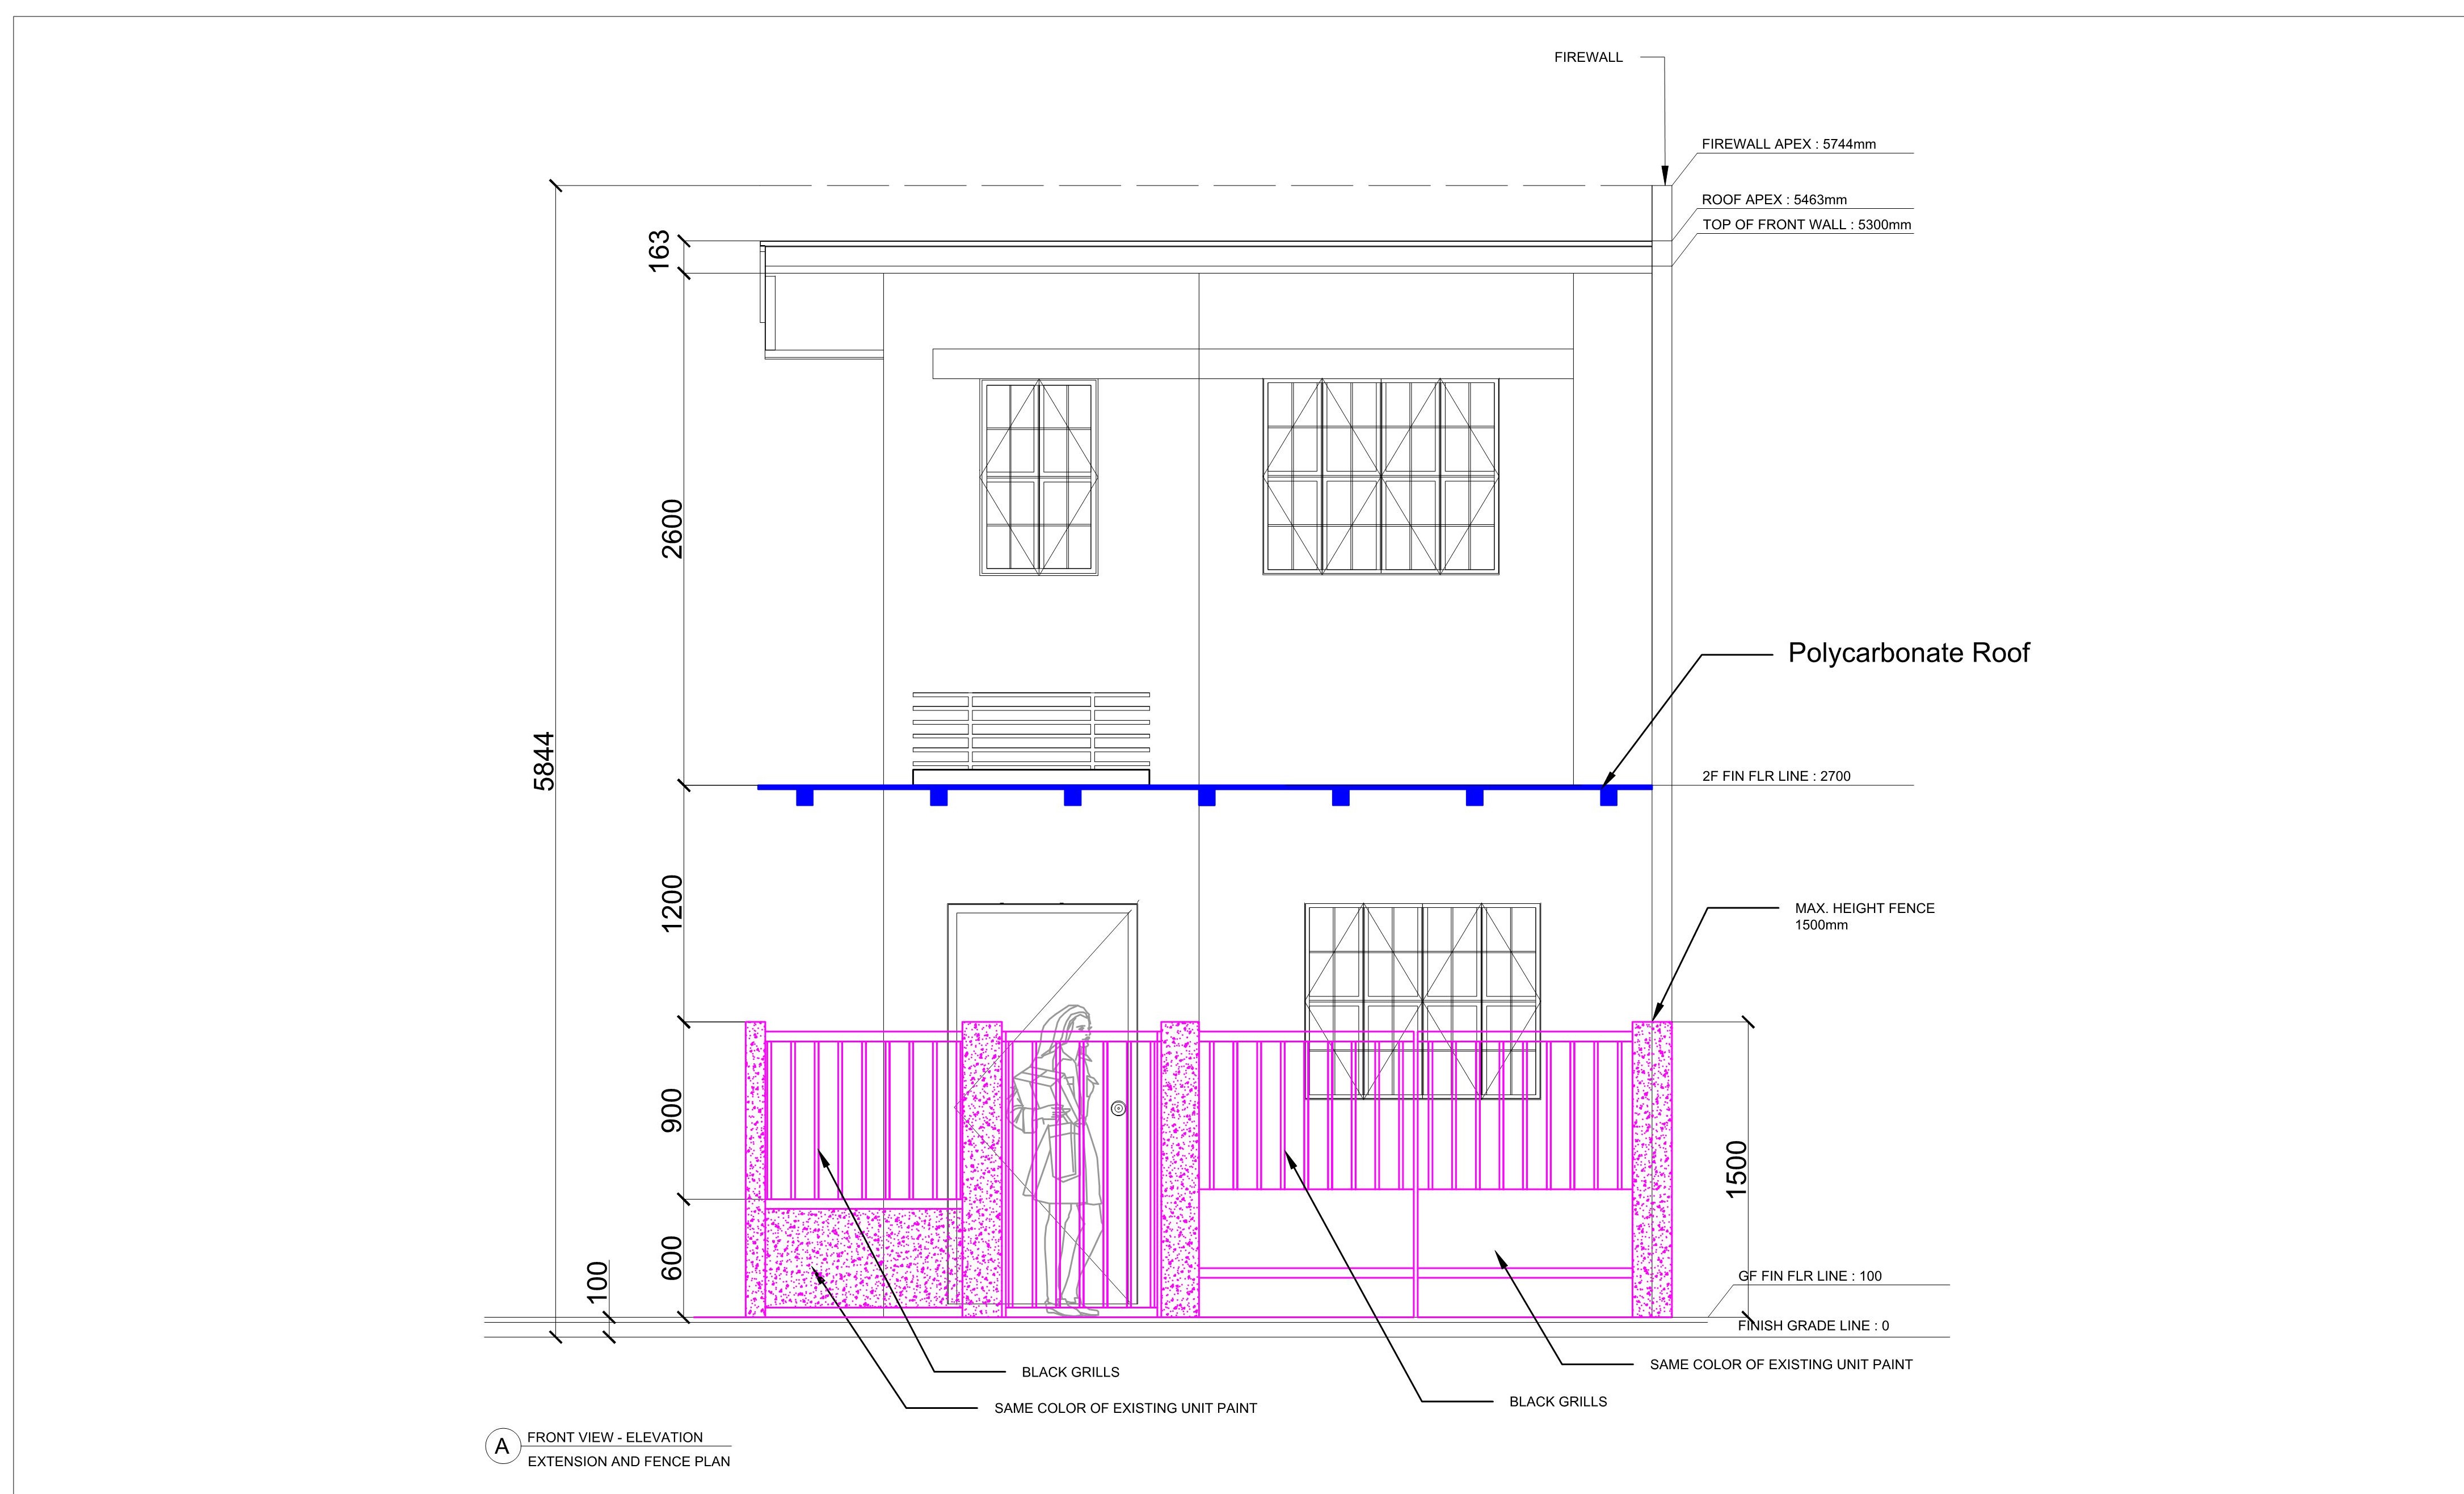 FIREWALL
FIREWALL APEX : 5744mm
ROOF APEX : 5463mm
TOP OF FRONT WALL : 5300mm
163
2600
Polycarbonate Roof
5844
2F FIN FLR LINE : 2700
1200
MAX. HEIGHT FENCE
1500mm
900
1500
600
100
GF FIN FLR LINE : 100
FINISH GRADE LINE : 0
BLACK GRILLS
SAME COLOR OF EXISTING UNIT PAINT
SAME COLOR OF EXISTING UNIT PAINT
BLACK GRILLS
A
FRONT VIEW - ELEVATION
EXTENSION AND FENCE PLAN